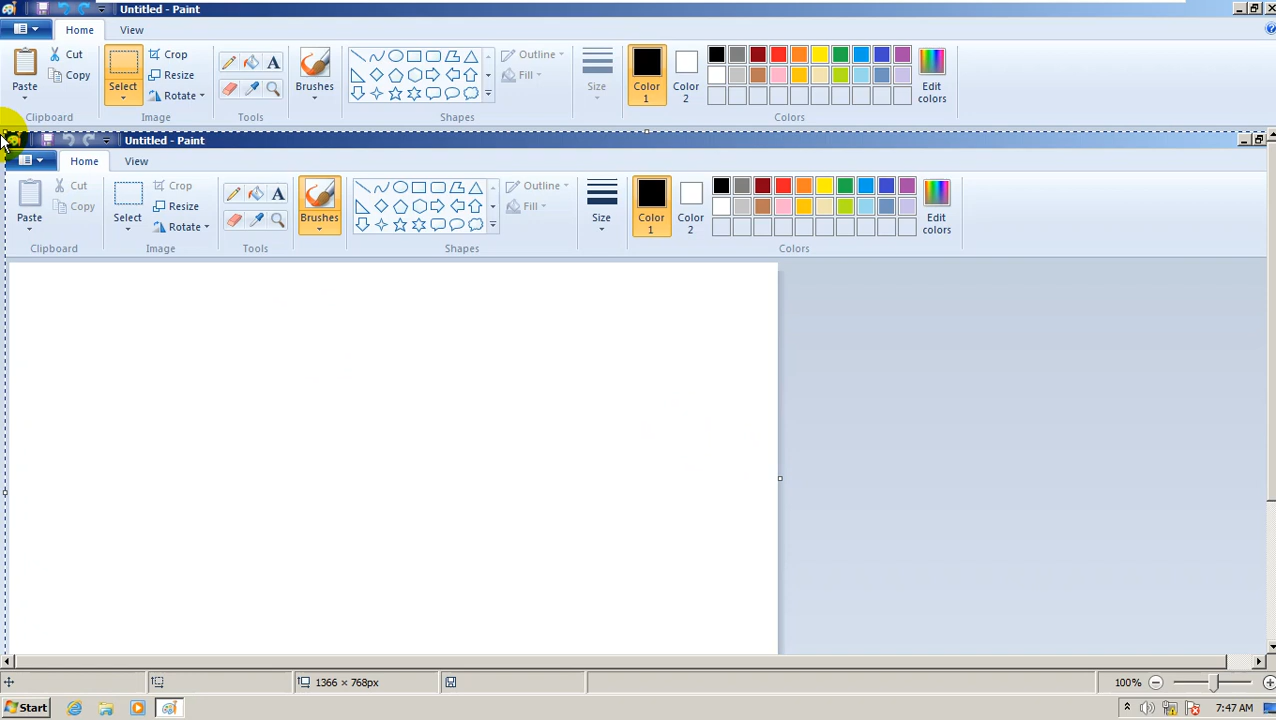 Untitled - Paint
Home View
Paste Cut Copy Select Crop Resize Rotate A Brushes Outline Fill Size Color 1 Color 2 Edit colors
Clipboard Image Tools Shapes Colors
Untitled - Paint
Home View
Paste Cut Copy Select Crop Resize Rotate A Brushes Outline Fill Size Color 1 Color 2 Edit colors
Clipboard Image Tools Shapes Colors
1366 × 768px 100%
Start 7:47 AM